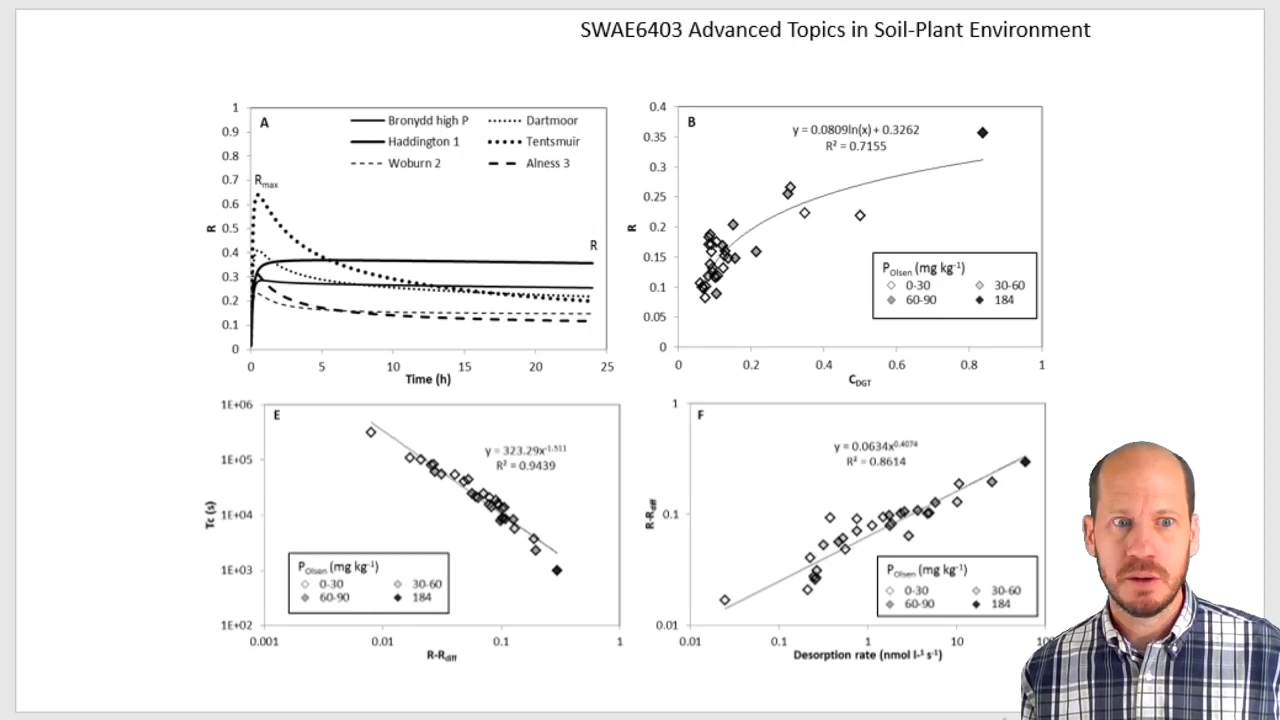 SWAE6403 Advanced Topics in Soil-Plant Environment
A
R
Time (h)
1
0.9
0.8
0.7
0.6
0.5
0.4
0.3
0.2
0.1
0
0 5 10 15 20 25
Bronydd high P
Dartmoor
Haddington 1
Tentsmuir
Woburn 2
Alness 3
Rmax
R
B
R
CDGT
0.4
0.35
0.3
0.25
0.2
0.15
0.1
0.05
0
0 0.2 0.4 0.6 0.8 1
y = 0.0809ln(x) + 0.3262
R² = 0.7155
POlsen (mg kg-1)
0-30 30-60
60-90 184
E
Tc (s)
R-Rdiff
1E+06
1E+05
1E+04
1E+03
1E+02
0.001 0.01 0.1 1
y = 323.29x-1.511
R² = 0.9439
POlsen (mg kg-1)
0-30 30-60
60-90 184
F
R-Rdiff
Desorption rate (nmol l-1 s-1)
1
0.1
0.01
0.01 0.1 1 10
y = 0.0634x0.4074
R² = 0.8614
POlsen (mg kg-1)
0-30 30-60
60-90 184